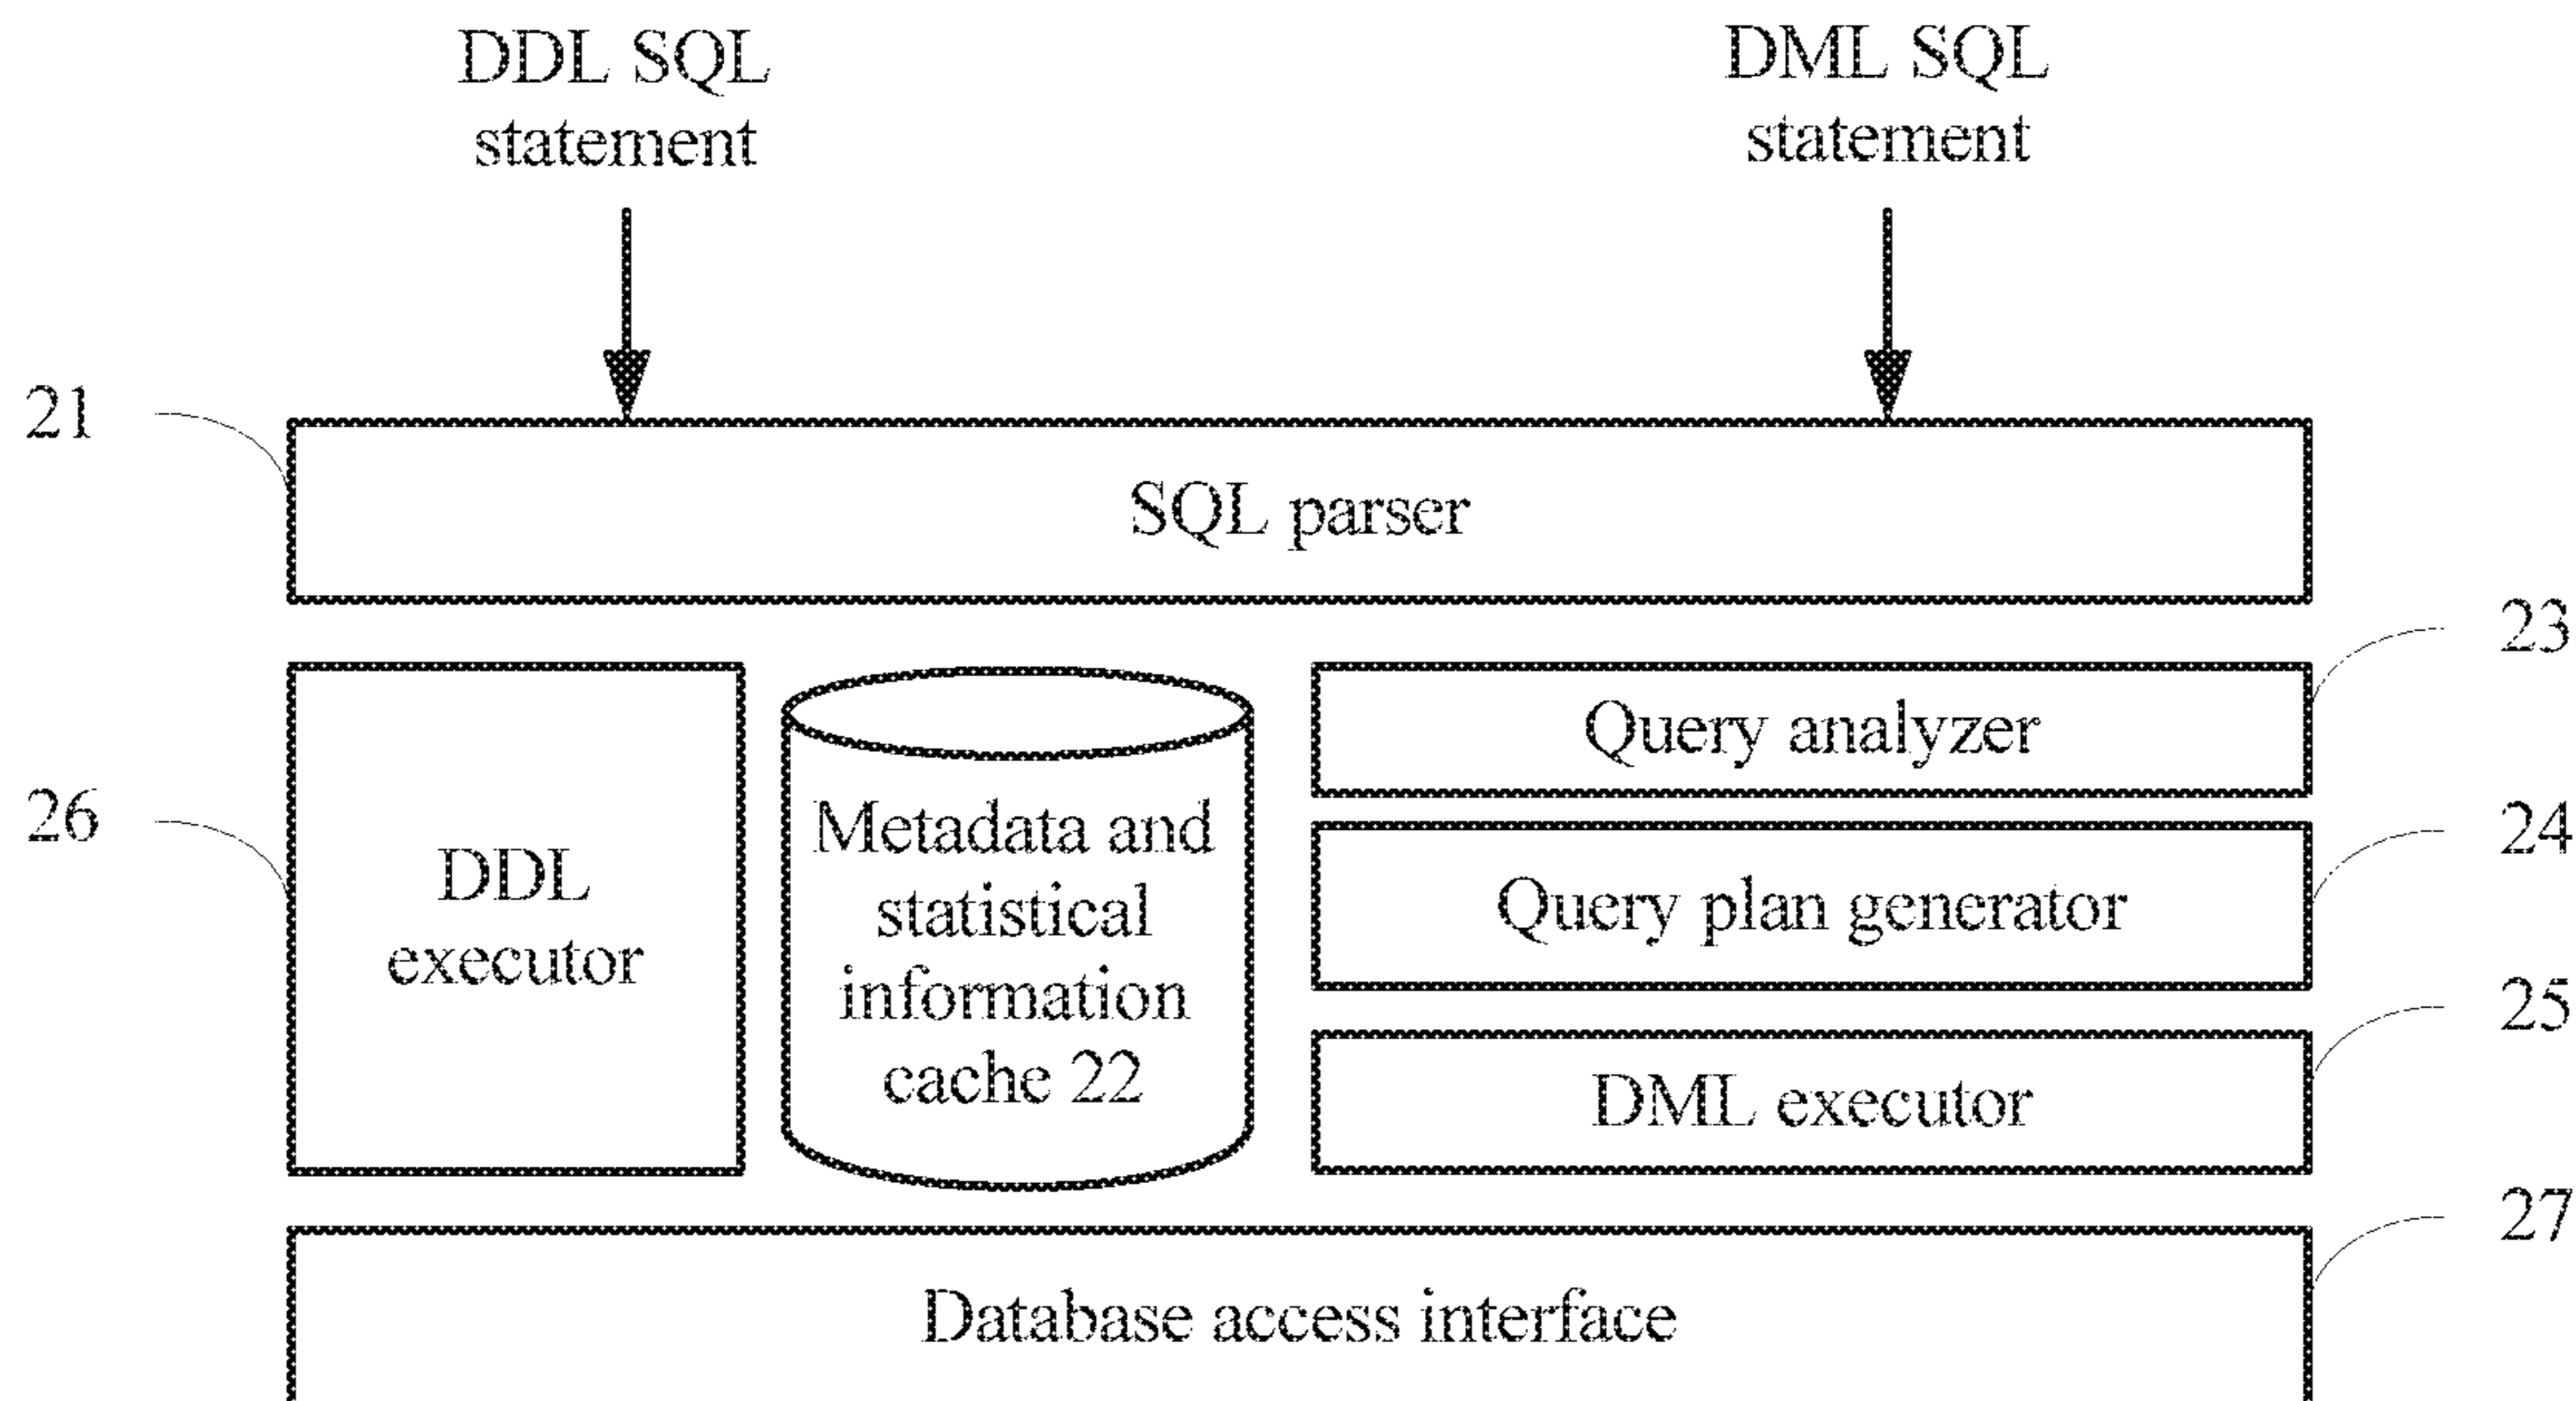 DDL SQL
statement
DML SQL
statement
21
SQL parser
23
Query analyzer
26
DDL
executor
Metadata and
statistical
information
cache 22
24
Query plan generator
25
DML executor
27
Database access interface